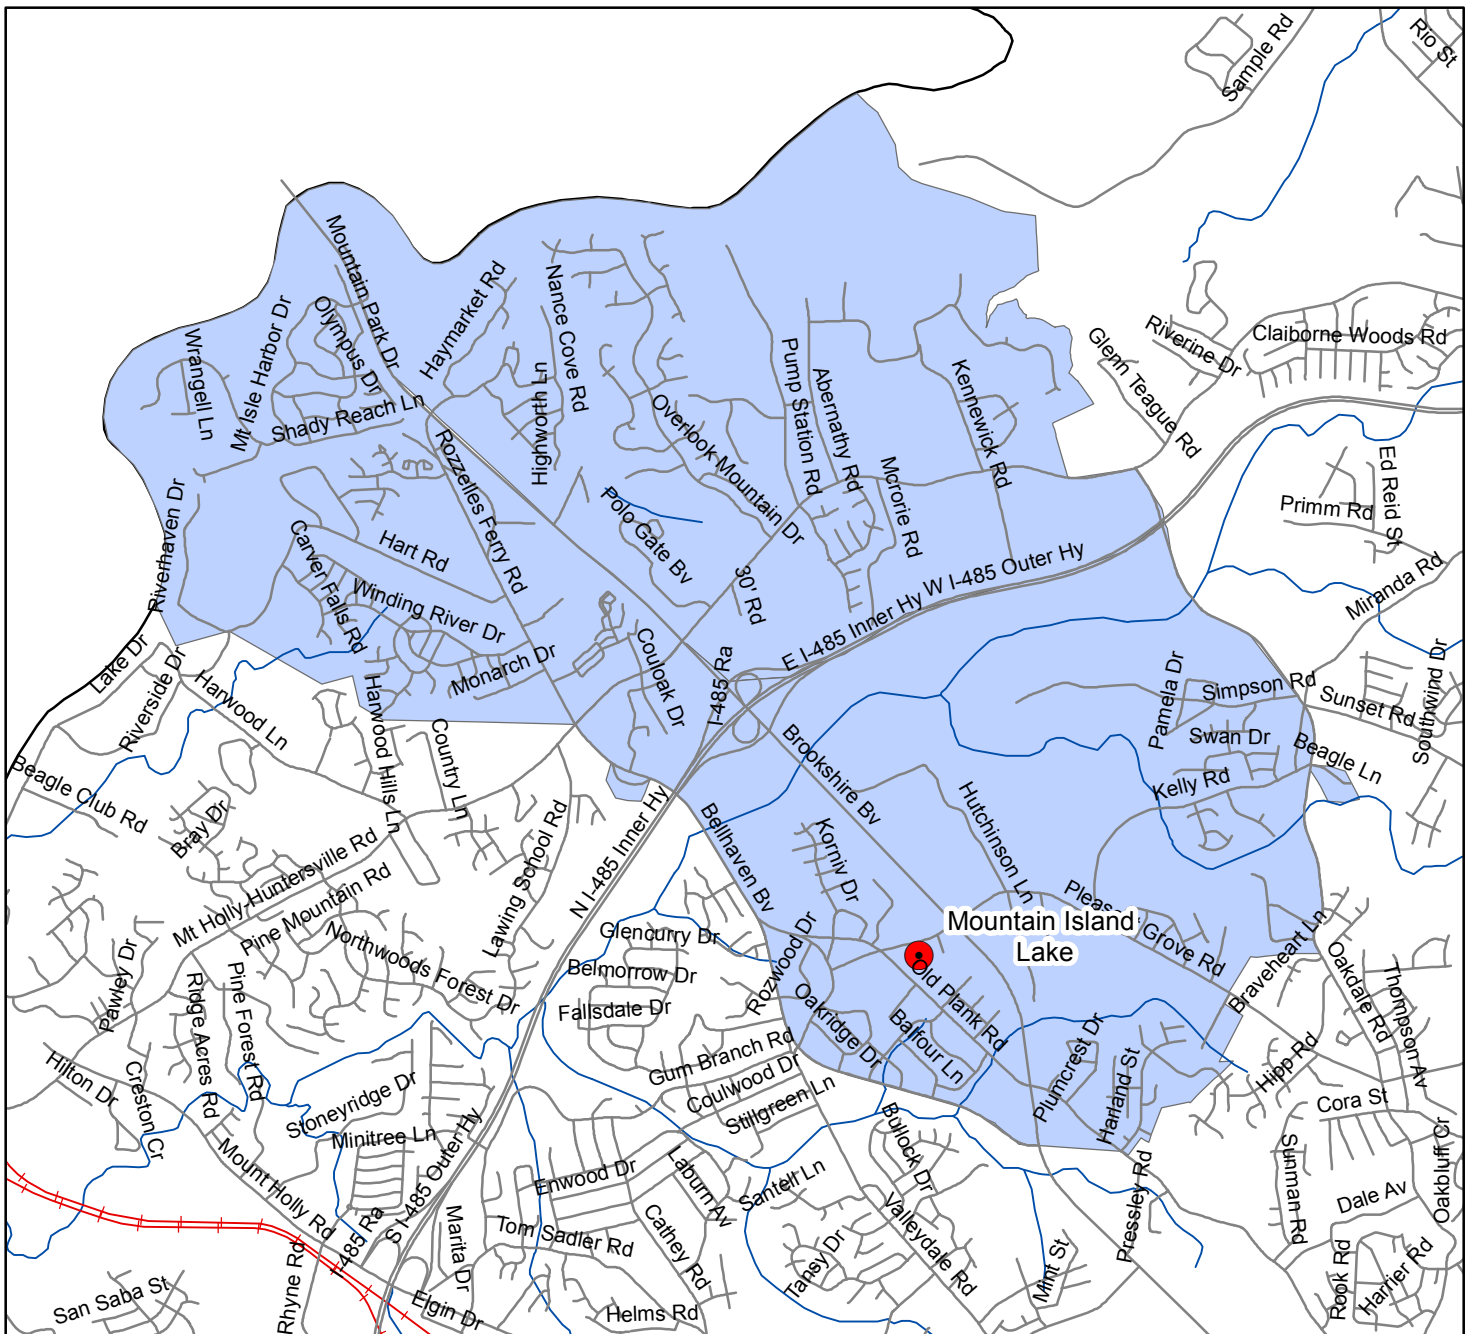 Sample Rd
Rio St
Mountain Park Dr
Haymarket Rd
Nance Cove Rd
Olympus Dr
Mt Isle Harbor Dr
Wrangell Ln
Shady Reach Ln
Highworth Ln
Overlook Mountain Dr
Pump Station Rd
Abernathy Rd
Kennewick Rd
Mcrorie Rd
Glenn Teague Rd
Riverine Dr
Claiborne Woods Rd
Ed Reid St
Primm Rd
Miranda Rd
Rozzelles Ferry Rd
Polo Gate Bv
30' Rd
Riverhaven Dr
Hart Rd
Carver Falls Rd
Winding River Dr
Monarch Dr
Couloak Dr
I-485 Ra
E I-485 Inner Hy
W I-485 Outer Hy
Lake Dr
Riverside Dr
Harwood Ln
Harwood Hills Ln
Country Ln
Pamela Dr
Simpson Rd
Sunset Rd
Southwind Dr
Swan Dr
Beagle Ln
Kelly Rd
Brookshire Bv
Hutchinson Ln
Beagle Club Rd
Bray Dr
Mt Holly-Huntersville Rd
Pine Mountain Rd
Lawing School Rd
N I-485 Inner Hy
Bellhaven Bv
Korniv Dr
Pleasant Grove Rd
Mountain Island
Lake
Braveheart Ln
Oakdale Rd
Thompson Av
Northwoods Forest Dr
Glencurry Dr
Belmorrow Dr
Fallsdale Dr
Rozwood Dr
Old Plank Rd
Oakridge Dr
Balfour Ln
Plumcrest Dr
Harland St
Hipp Rd
Cora St
Pawley Dr
Ridge Acres Rd
Pine Forest Rd
Hilton Dr
Creston Cr
Stoneyridge Dr
Minitree Ln
Mount Holly Rd
Gum Branch Rd
Coulwood Dr
Stillgreen Ln
Bullock Dr
Santell Ln
Valleydale Rd
Enwood Dr
Laburn Av
Tom Sadler Rd
Cathey Rd
Tansy Dr
Mint St
Pressley Rd
Sunman Rd
Dale Av
Oakbluff Cr
Rook Rd
Harrier Rd
S I-485 Outer Hy
I-485 Ra
Marita Dr
Rhyne Rd
Elgin Dr
Helms Rd
San Saba St